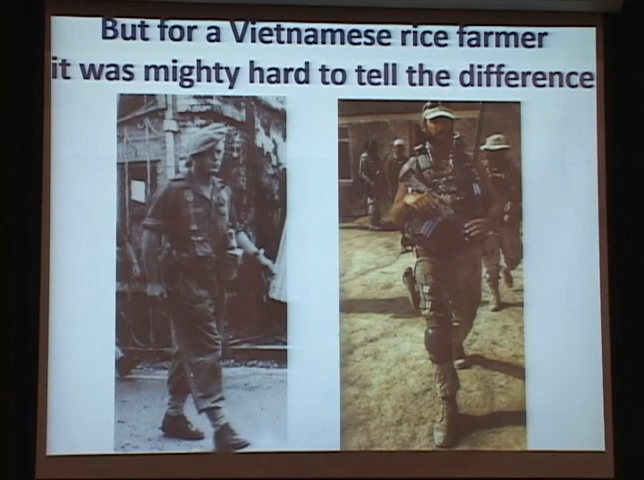 But for a Vietnamese rice farmer
it was mighty hard to tell the difference